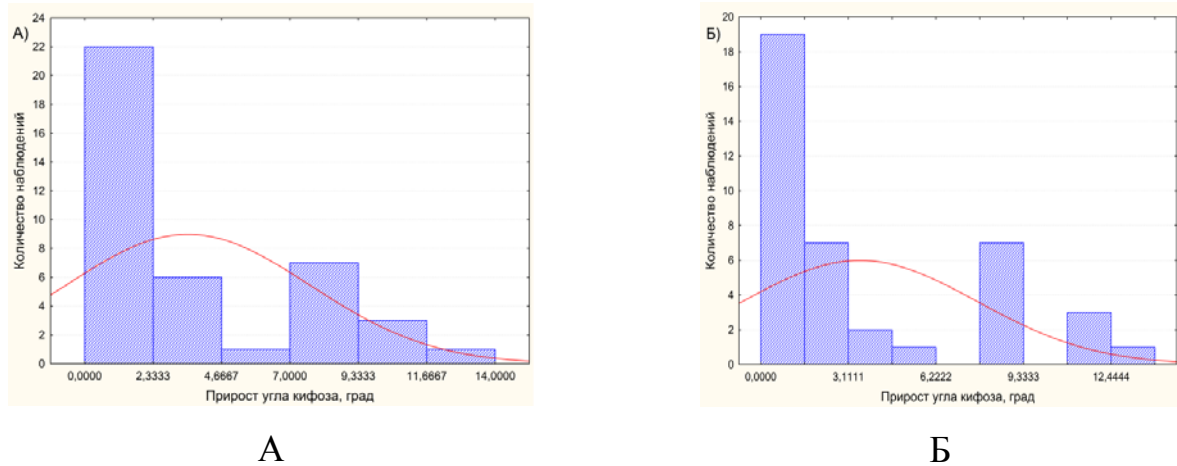 А)
24
22
20
18
16
14
12
10
8
6
4
2
0
Количество наблюдений
0,0000 2,3333 4,6667 7,0000 9,3333 11,6667 14,0000
Прирост угла кифоза, град
А
Б)
20
18
16
14
12
10
8
6
4
2
0
Количество наблюдений
0,0000 3,1111 6,2222 9,3333 12,4444
Прирост угла кифоза, град
Б